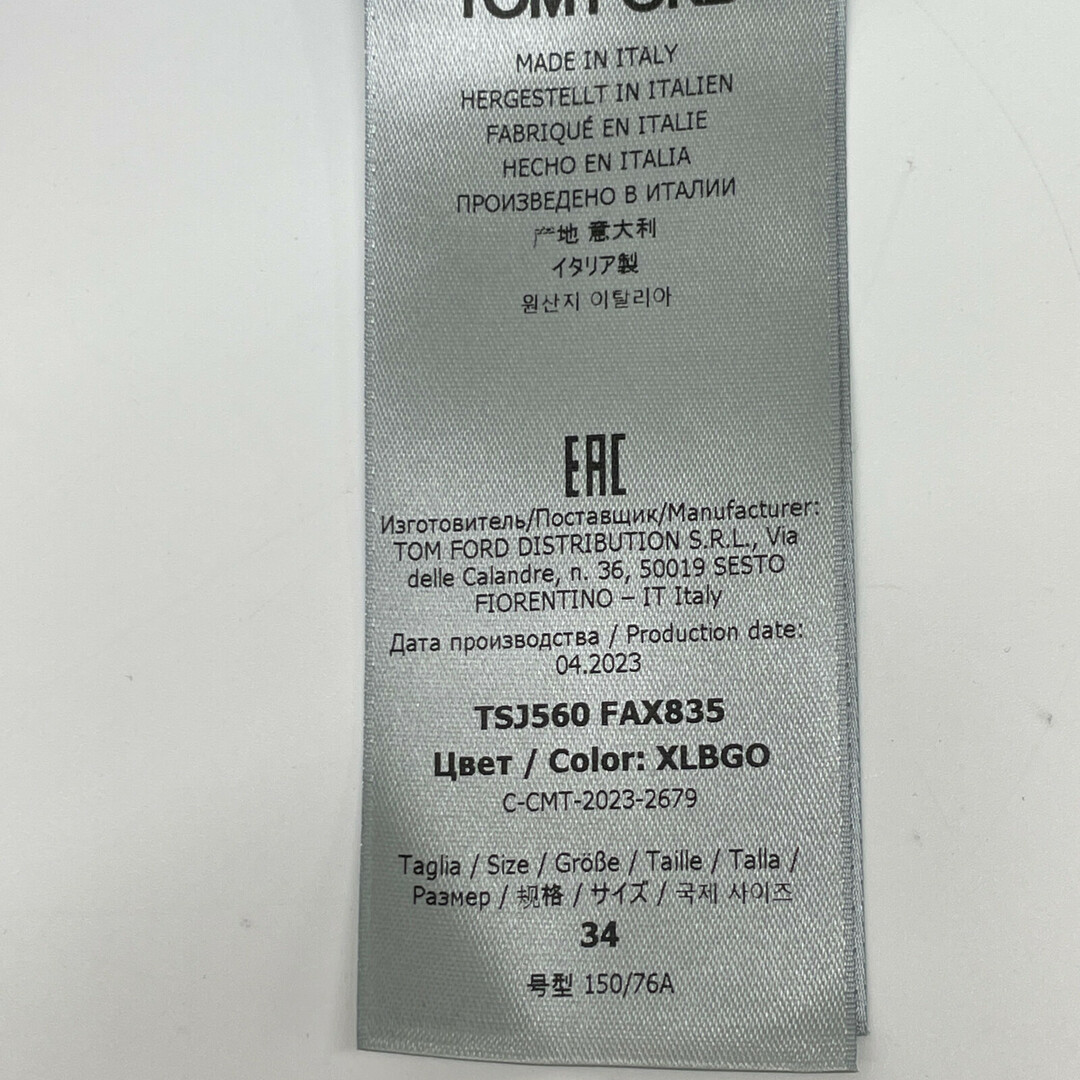 TOM FORD
MADE IN ITALY
HERGESTELLT IN ITALIEN
FABRIQUÉ EN ITALIE
HECHO EN ITALIA
ПРОИЗВЕДЕНО В ИТАЛИИ
产地 意大利
イタリア製
원산지 이탈리아
EAC
Изготовитель/Поставщик/Manufacturer:
TOM FORD DISTRIBUTION S.R.L., Via
delle Calandre, n. 36, 50019 SESTO
FIORENTINO – IT Italy
Дата производства / Production date:
04.2023
TSJ560 FAX835
Цвет / Color: XLBGO
C-CMT-2023-2679
Taglia / Size / Größe / Taille / Talla /
Размер / 规格 / サイズ / 국제 사이즈
34
号型 150/76A